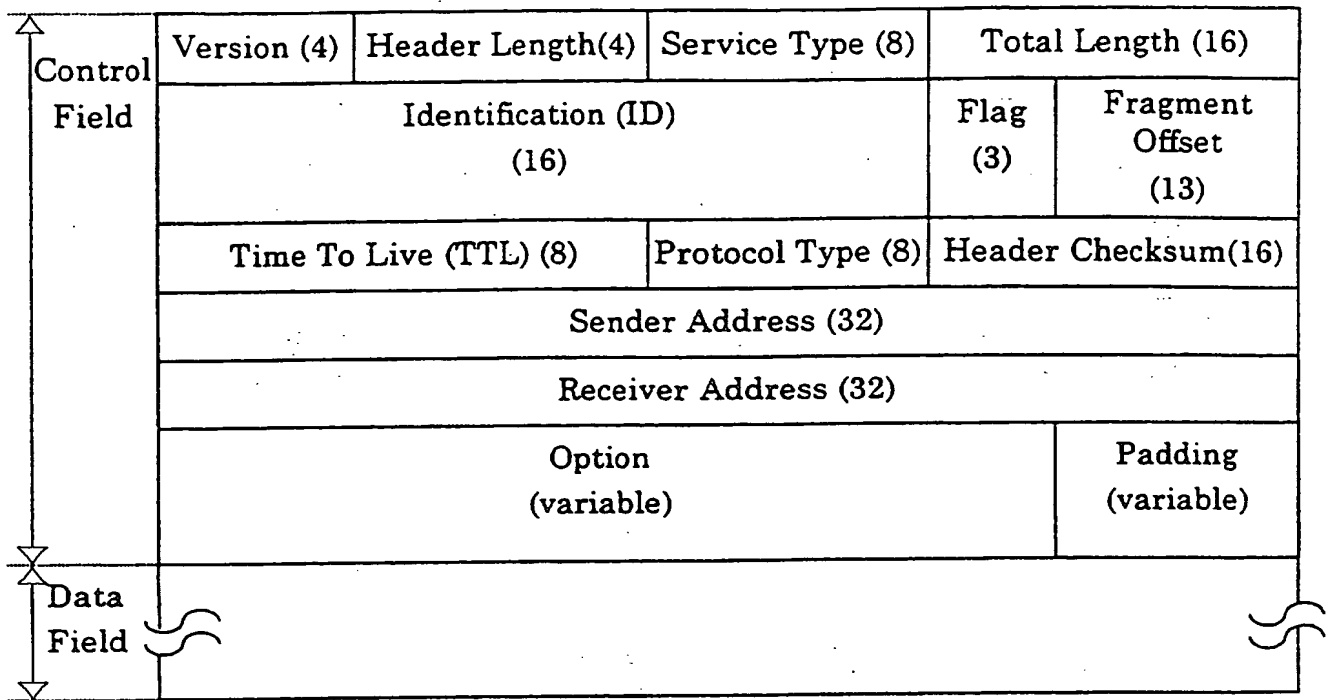 Control
Field
Version (4)
Header Length(4)
Service Type (8)
Total Length (16)
Identification (ID)
(16)
Flag
(3)
Fragment
Offset
(13)
Time To Live (TTL) (8)
Protocol Type (8)
Header Checksum(16)
Sender Address (32)
Receiver Address (32)
Option
(variable)
Padding
(variable)
Data
Field